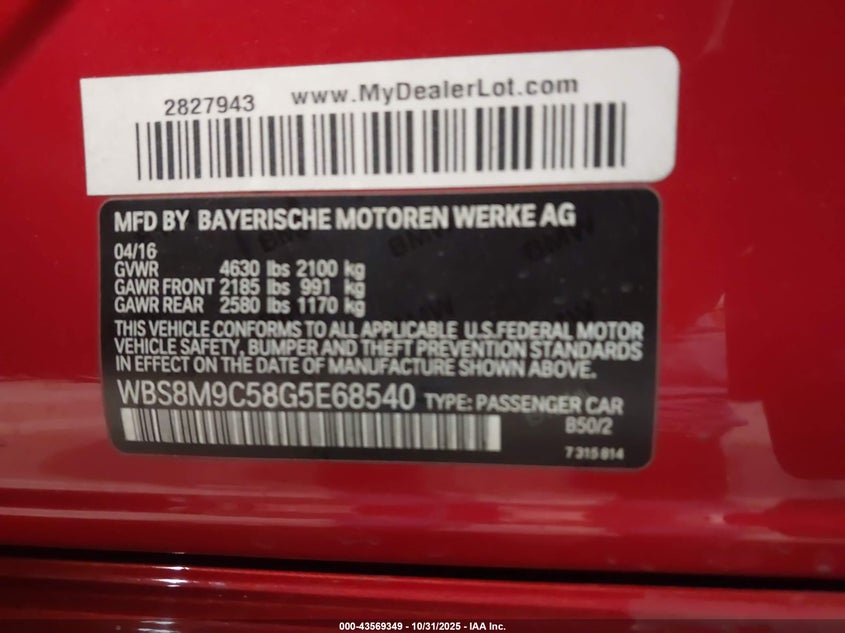 2827943 www.MyDealerLot.com
MFD BY BAYERISCHE MOTOREN WERKE AG
04/16
GVWR 4630 lbs 2100 kg
GAWR FRONT 2185 lbs 991 kg
GAWR REAR 2580 lbs 1170 kg
THIS VEHICLE CONFORMS TO ALL APPLICABLE U.S.FEDERAL MOTOR
VEHICLE SAFETY, BUMPER AND THEFT PREVENTION STANDARDS
IN EFFECT ON THE DATE OF MANUFACTURE SHOWN ABOVE.
WBS8M9C58G5E68540 TYPE: PASSENGER CAR
B50/2
7 315 814
000-43569349 - 10/31/2025 - IAA Inc.